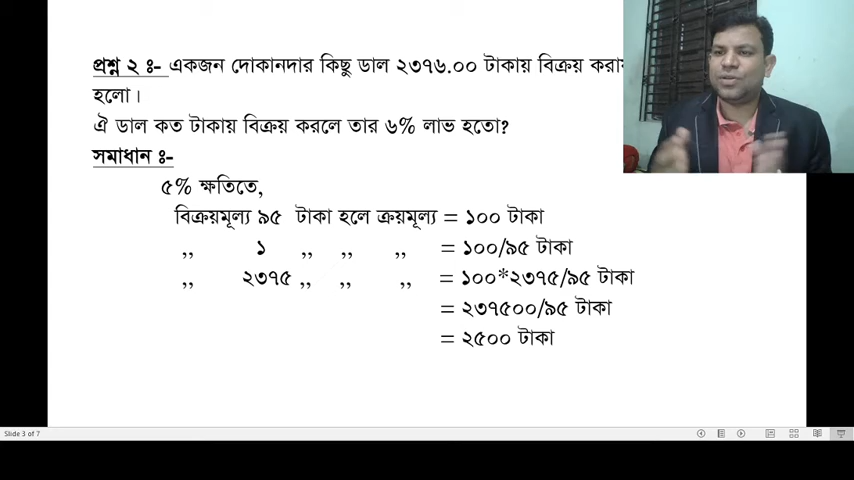 প্রশ্ন ২ ঃ- একজন দোকানদার কিছু ডাল ২৩৭৬.০০ টাকায় বিক্রয়
হলো।
ঐ ডাল কত টাকায় বিক্রয় করলে তার ৬% লাভ হতো?
সমাধান ঃ-
৫% ক্ষতিতে,
বিক্রয়মূল্য ৯৫ টাকা হলে ক্রয়মূল্য = ১০০ টাকা
,, ১ ,, ,, ,, = ১০০/৯৫ টাকা
,, ২৩৭৫ ,, ,, ,, = ১০০*২৩৭৫/৯৫ টাকা
= ২৩৭৫০০/৯৫ টাকা
= ২৫০০ টাকা
Slide 3 of 7